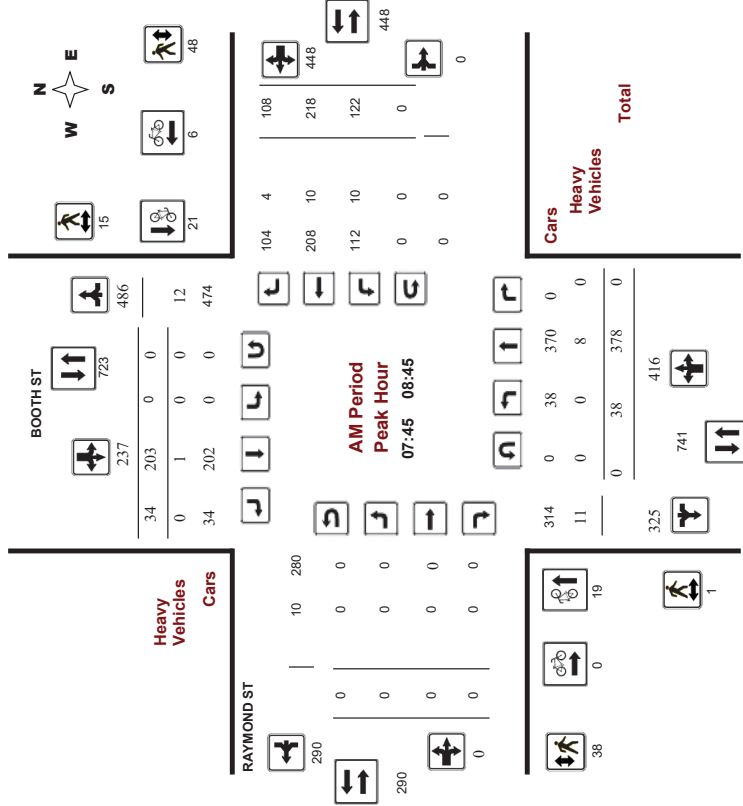 BOOTH ST
723
237
486
34 203 0 0
0 1 0 0 12
34 202 0 0 474
Heavy
Vehicles
Cars
N
W E
S
15
48
21
6
448
448
0
104 4 108
208 10 218
112 10 122
0 0 0
0
AM Period
Peak Hour
07:45 08:45
RAYMOND ST
290
290
0
10 280
0 0 0
0 0 0
0 0 0
0 0 0
314 0 38 370 0
11 0 0 8 0
0 38 378 0
325
741
416
Cars
Heavy
Vehicles
Total
19
0
1
38